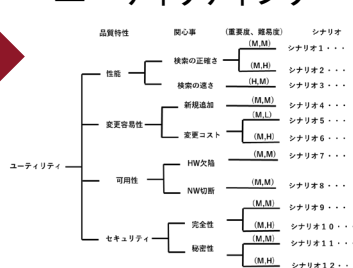 品質特性 関心事 (重要度、難易度) シナリオ
(M,M) シナリオ1・・・
検索の正確さ
(M,H) シナリオ2・・・
性能
検索の速さ (H,M) シナリオ3・・・
新規追加 (M,M) シナリオ4・・・
(M,L) シナリオ5・・・
変更容易性
変更コスト
(M,H) シナリオ6・・・
HW欠陥 (M,M) シナリオ7・・・
ユーティリティ
可用性
NW切断 (M,M) シナリオ8・・・
(M,M) シナリオ9・・・
完全性
(M,H) シナリオ10・・・
セキュリティ
(M,M) シナリオ11・・・
秘密性
(M,H) シナリオ12・・・